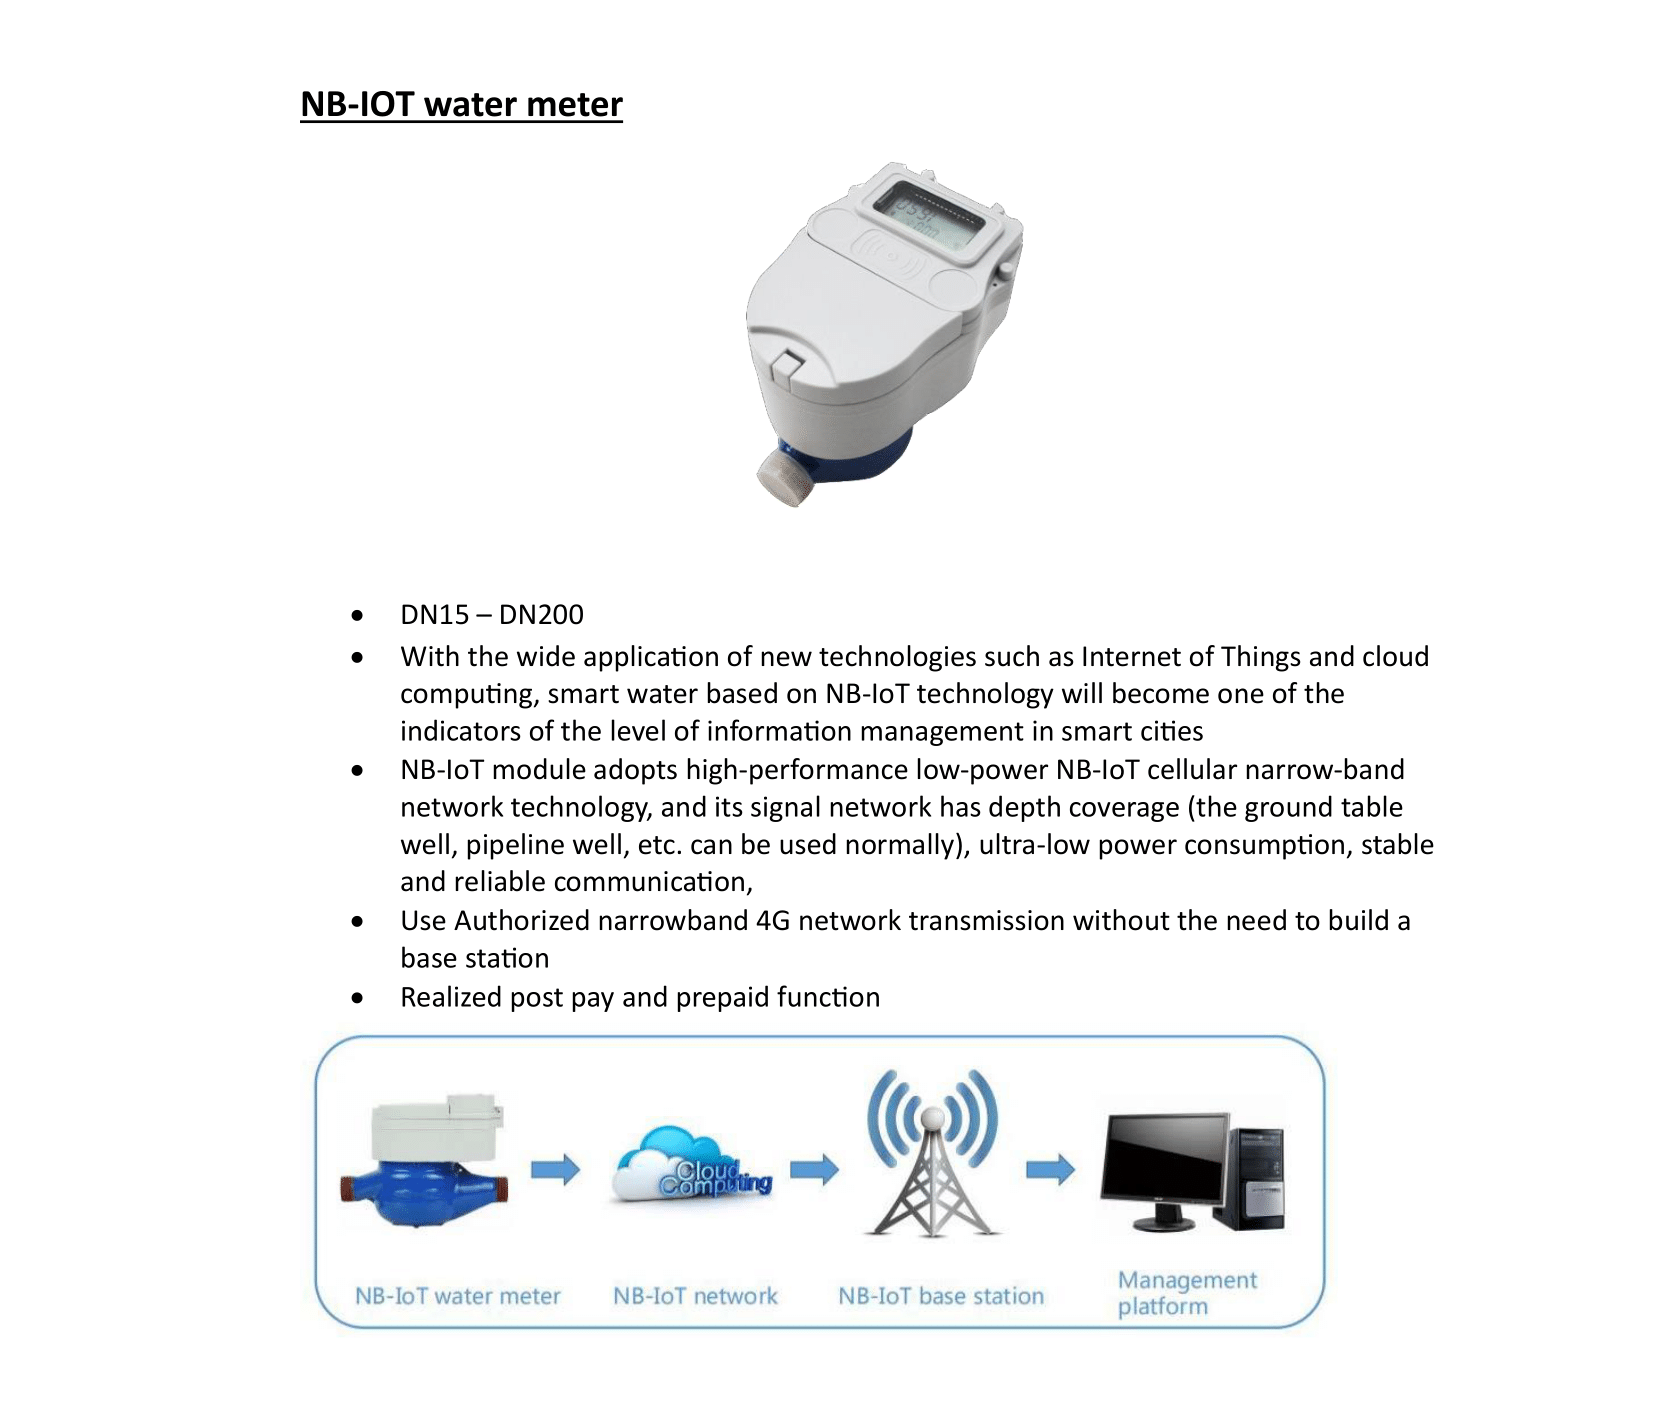 NB-IOT water meter
• DN15 – DN200
• With the wide application of new technologies such as Internet of Things and cloud
computing, smart water based on NB-IoT technology will become one of the
indicators of the level of information management in smart cities
• NB-IoT module adopts high-performance low-power NB-IoT cellular narrow-band
network technology, and its signal network has depth coverage (the ground table
well, pipeline well, etc. can be used normally), ultra-low power consumption, stable
and reliable communication,
• Use Authorized narrowband 4G network transmission without the need to build a
base station
• Realized post pay and prepaid function
Cloud
Computing
NB-IoT water meter
NB-IoT network
NB-IoT base station
Management
platform